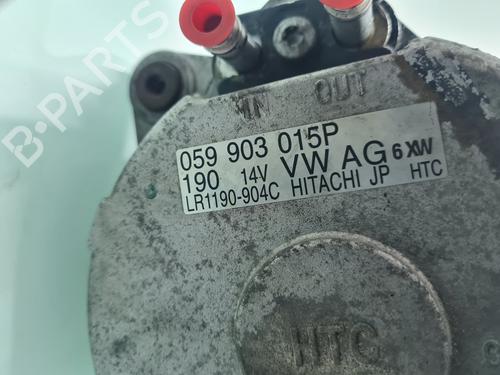 IN OUT
059 903 015P
190 14V VW AG 6XW
LR1190-904C HITACHI JP HTC
HTC
B-Parts